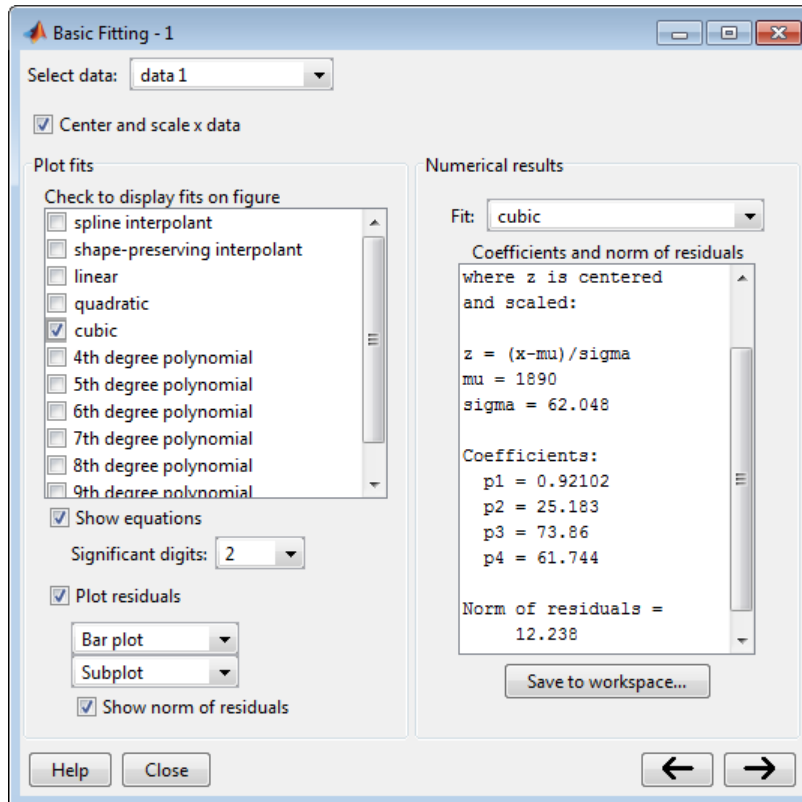 Basic Fitting - 1
Select data: data 1
Center and scale x data
Plot fits
Check to display fits on figure
spline interpolant
shape-preserving interpolant
linear
quadratic
cubic
4th degree polynomial
5th degree polynomial
6th degree polynomial
7th degree polynomial
8th degree polynomial
9th degree polynomial
Show equations
Significant digits: 2
Plot residuals
Bar plot
Subplot
Show norm of residuals
Numerical results
Fit: cubic
Coefficients and norm of residuals
where z is centered
and scaled:
z = (x-mu)/sigma
mu = 1890
sigma = 62.048
Coefficients:
p1 = 0.92102
p2 = 25.183
p3 = 73.86
p4 = 61.744
Norm of residuals =
12.238
Save to workspace...
Help Close